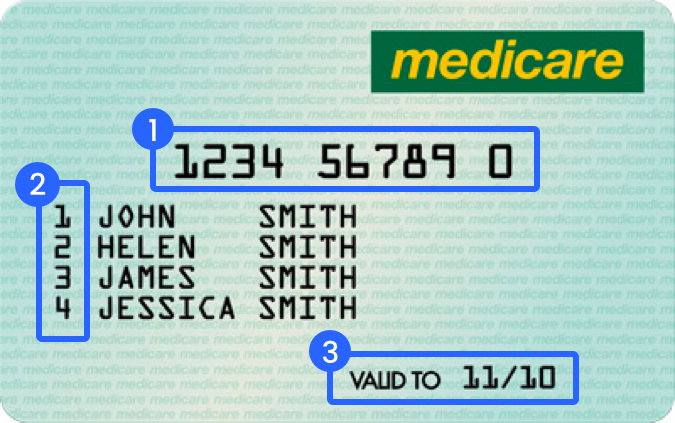 medicare
1
1234 56789 0
2
1 JOHN SMITH
2 HELEN SMITH
3 JAMES SMITH
4 JESSICA SMITH
3
VALID TO 11/10